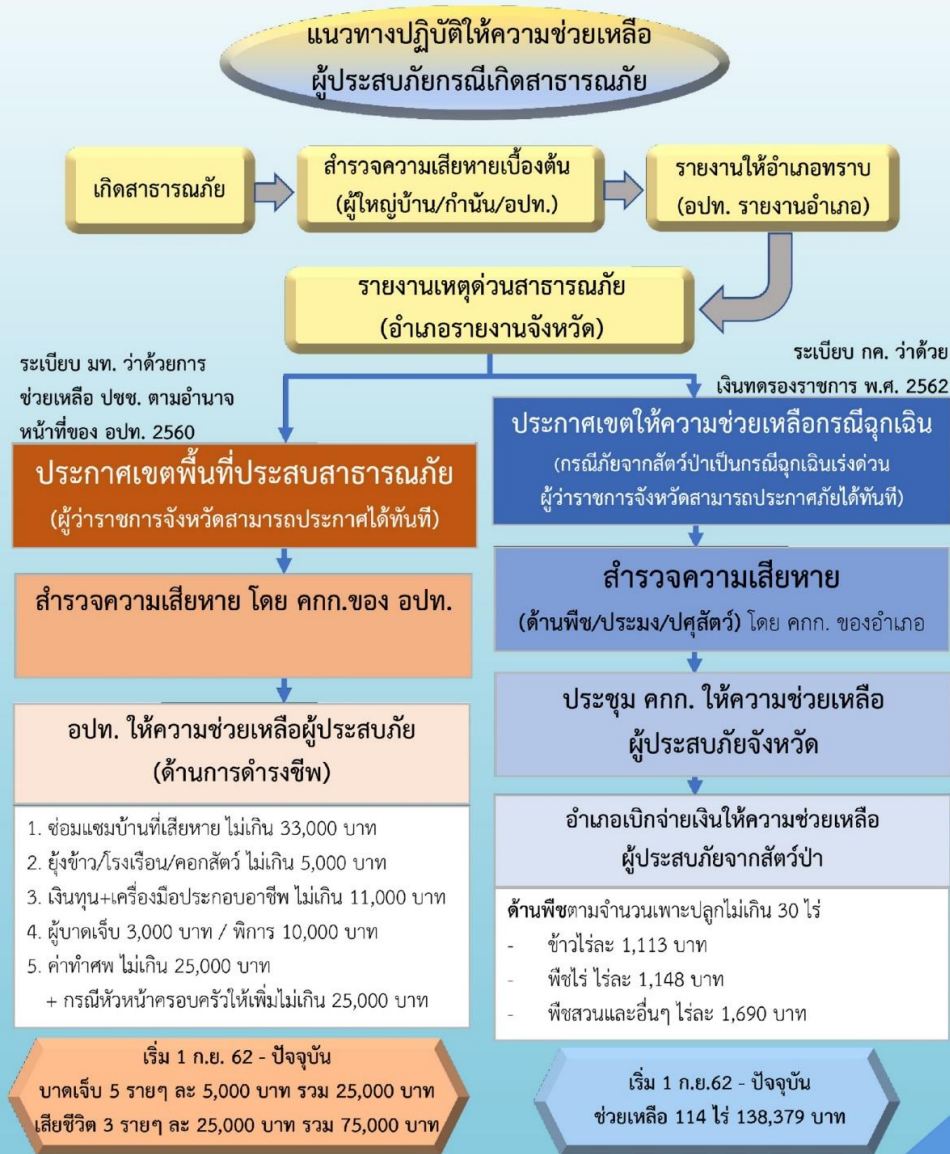 แนวทางปฏิบัติให้ความช่วยเหลือ
ผู้ประสบภัยกรณีเกิดสาธารณภัย
เกิดสาธารณภัย
สำรวจความเสียหายเบื้องต้น
(ผู้ใหญ่บ้าน/กำนัน/อปท.)
รายงานให้อำเภอทราบ
(อปท. รายงานอำเภอ)
รายงานเหตุด่วนสาธารณภัย
(อำเภอรายงานจังหวัด)
ระเบียบ มท. ว่าด้วยการ
ช่วยเหลือ ปชช. ตามอำนาจ
หน้าที่ของ อปท. 2560
ประกาศเขตพื้นที่ประสบสาธารณภัย
(ผู้ว่าราชการจังหวัดสามารถประกาศได้ทันที)
สำรวจความเสียหาย โดย คกก.ของ อปท.
อปท. ให้ความช่วยเหลือผู้ประสบภัย
(ด้านการดำรงชีพ)
1. ซ่อมแซมบ้านที่เสียหาย ไม่เกิน 33,000 บาท
2. ยุ้งข้าว/โรงเรือน/คอกสัตว์ ไม่เกิน 5,000 บาท
3. เงินทุน+เครื่องมือประกอบอาชีพ ไม่เกิน 11,000 บาท
4. ผู้บาดเจ็บ 3,000 บาท / พิการ 10,000 บาท
5. ค่าทำศพ ไม่เกิน 25,000 บาท
+ กรณีหัวหน้าครอบครัวให้เพิ่มไม่เกิน 25,000 บาท
เริ่ม 1 ก.ย. 62 - ปัจจุบัน
บาดเจ็บ 5 รายๆ ละ 5,000 บาท รวม 25,000 บาท
เสียชีวิต 3 รายๆ ละ 25,000 บาท รวม 75,000 บาท
ระเบียบ กค. ว่าด้วย
เงินทดรองราชการ พ.ศ. 2562
ประกาศเขตให้ความช่วยเหลือกรณีฉุกเฉิน
(กรณีภัยจากสัตว์ป่าเป็นกรณีฉุกเฉินเร่งด่วน
ผู้ว่าราชการจังหวัดสามารถประกาศภัยได้ทันที)
สำรวจความเสียหาย
(ด้านพืช/ประมง/ปศุสัตว์) โดย คกก. ของอำเภอ
ประชุม คกก. ให้ความช่วยเหลือ
ผู้ประสบภัยจังหวัด
อำเภอเบิกจ่ายเงินให้ความช่วยเหลือ
ผู้ประสบภัยจากสัตว์ป่า
ด้านพืชตามจำนวนเพาะปลูกไม่เกิน 30 ไร่
- ข้าวไร่ละ 1,113 บาท
- พืชไร่ ไร่ละ 1,148 บาท
- พืชสวนและอื่นๆ ไร่ละ 1,690 บาท
เริ่ม 1 ก.ย.62 - ปัจจุบัน
ช่วยเหลือ 114 ไร่ 138,379 บาท